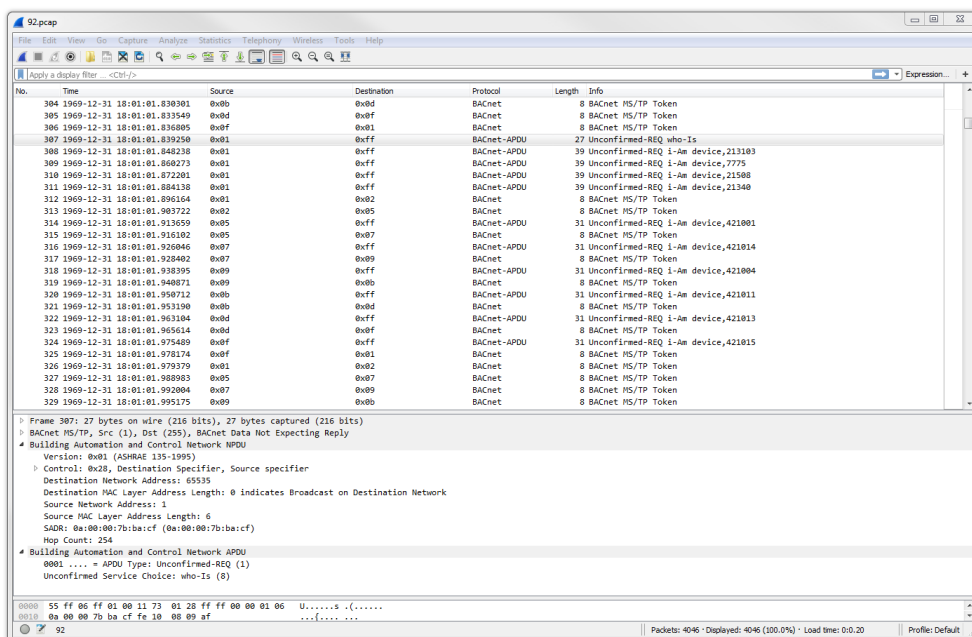 92.pcap
File Edit View Go Capture Analyze Statistics Telephony Wireless Tools Help
Apply a display filter ... <Ctrl-/> Expression... +
No. Time Source Destination Protocol Length Info
304 1969-12-31 18:01:01.830301 0x0b 0x0d BACnet 8 BACnet MS/TP Token
305 1969-12-31 18:01:01.833549 0x0d 0x0f BACnet 8 BACnet MS/TP Token
306 1969-12-31 18:01:01.836805 0x0f 0x01 BACnet 8 BACnet MS/TP Token
307 1969-12-31 18:01:01.839250 0x01 0xff BACnet-APDU 27 Unconfirmed-REQ who-Is
308 1969-12-31 18:01:01.848238 0x01 0xff BACnet-APDU 39 Unconfirmed-REQ i-Am device,213103
309 1969-12-31 18:01:01.860273 0x01 0xff BACnet-APDU 39 Unconfirmed-REQ i-Am device,7775
310 1969-12-31 18:01:01.872201 0x01 0xff BACnet-APDU 39 Unconfirmed-REQ i-Am device,21508
311 1969-12-31 18:01:01.884138 0x01 0xff BACnet-APDU 39 Unconfirmed-REQ i-Am device,21340
312 1969-12-31 18:01:01.896164 0x01 0x02 BACnet 8 BACnet MS/TP Token
313 1969-12-31 18:01:01.903722 0x02 0x05 BACnet 8 BACnet MS/TP Token
314 1969-12-31 18:01:01.913659 0x05 0xff BACnet-APDU 31 Unconfirmed-REQ i-Am device,421001
315 1969-12-31 18:01:01.916102 0x05 0x07 BACnet 8 BACnet MS/TP Token
316 1969-12-31 18:01:01.926046 0x07 0xff BACnet-APDU 31 Unconfirmed-REQ i-Am device,421014
317 1969-12-31 18:01:01.928402 0x07 0x09 BACnet 8 BACnet MS/TP Token
318 1969-12-31 18:01:01.938395 0x09 0xff BACnet-APDU 31 Unconfirmed-REQ i-Am device,421004
319 1969-12-31 18:01:01.940871 0x09 0x0b BACnet 8 BACnet MS/TP Token
320 1969-12-31 18:01:01.950712 0x0b 0xff BACnet-APDU 31 Unconfirmed-REQ i-Am device,421011
321 1969-12-31 18:01:01.953190 0x0b 0x0d BACnet 8 BACnet MS/TP Token
322 1969-12-31 18:01:01.963104 0x0d 0xff BACnet-APDU 31 Unconfirmed-REQ i-Am device,421013
323 1969-12-31 18:01:01.965614 0x0d 0x0f BACnet 8 BACnet MS/TP Token
324 1969-12-31 18:01:01.975489 0x0f 0xff BACnet-APDU 31 Unconfirmed-REQ i-Am device,421015
325 1969-12-31 18:01:01.978174 0x0f 0x01 BACnet 8 BACnet MS/TP Token
326 1969-12-31 18:01:01.979379 0x01 0x02 BACnet 8 BACnet MS/TP Token
327 1969-12-31 18:01:01.988983 0x05 0x07 BACnet 8 BACnet MS/TP Token
328 1969-12-31 18:01:01.992004 0x07 0x09 BACnet 8 BACnet MS/TP Token
329 1969-12-31 18:01:01.995175 0x09 0x0b BACnet 8 BACnet MS/TP Token
Frame 307: 27 bytes on wire (216 bits), 27 bytes captured (216 bits)
BACnet MS/TP, Src (1), Dst (255), BACnet Data Not Expecting Reply
Building Automation and Control Network NPDU
Version: 0x01 (ASHRAE 135-1995)
Control: 0x28, Destination Specifier, Source specifier
Destination Network Address: 65535
Destination MAC Layer Address Length: 0 indicates Broadcast on Destination Network
Source Network Address: 1
Source MAC Layer Address Length: 6
SADR: 0a:00:00:7b:ba:cf (0a:00:00:7b:ba:cf)
Hop Count: 254
Building Automation and Control Network APDU
0001 .... = APDU Type: Unconfirmed-REQ (1)
Unconfirmed Service Choice: who-Is (8)
0000 55 ff 06 ff 01 00 11 73 01 28 ff ff 00 00 01 06 U......s .(......
0010 0a 00 00 7b ba cf fe 10 08 09 af ...{.... ...
92 Packets: 4046 · Displayed: 4046 (100.0%) · Load time: 0:0.20 Profile: Default